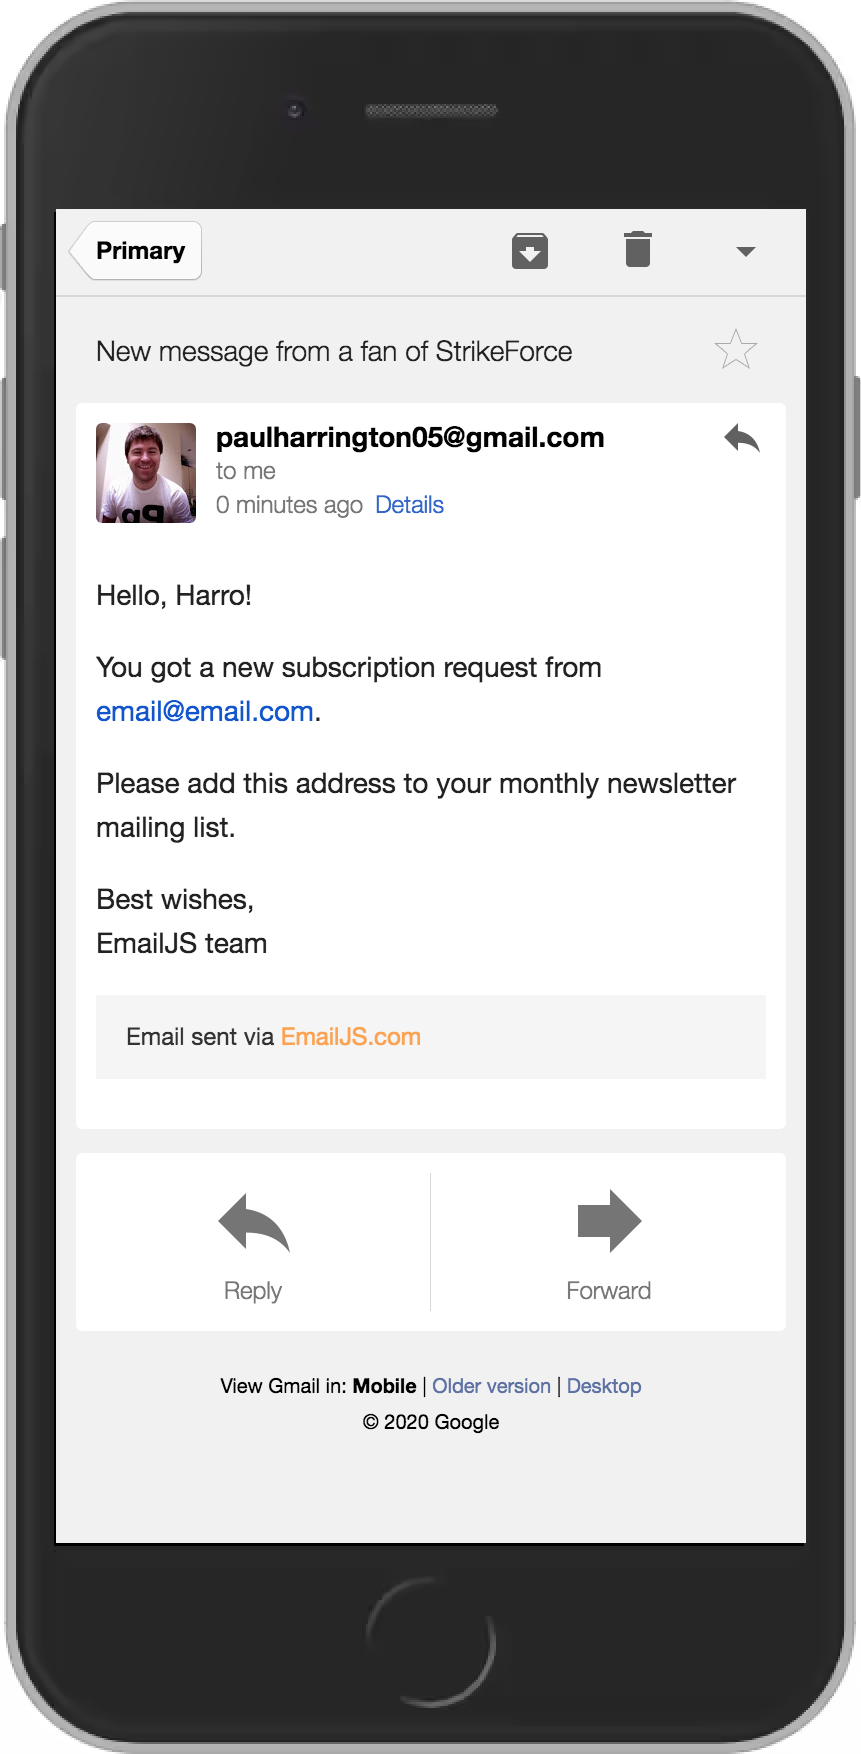 Primary
New message from a fan of StrikeForce
paulharrington05@gmail.com
to me
0 minutes ago Details
Hello, Harro!
You got a new subscription request from
email@email.com.
Please add this address to your monthly newsletter
mailing list.
Best wishes,
EmailJS team
Email sent via EmailJS.com
Reply
Forward
View Gmail in: Mobile | Older version | Desktop
© 2020 Google